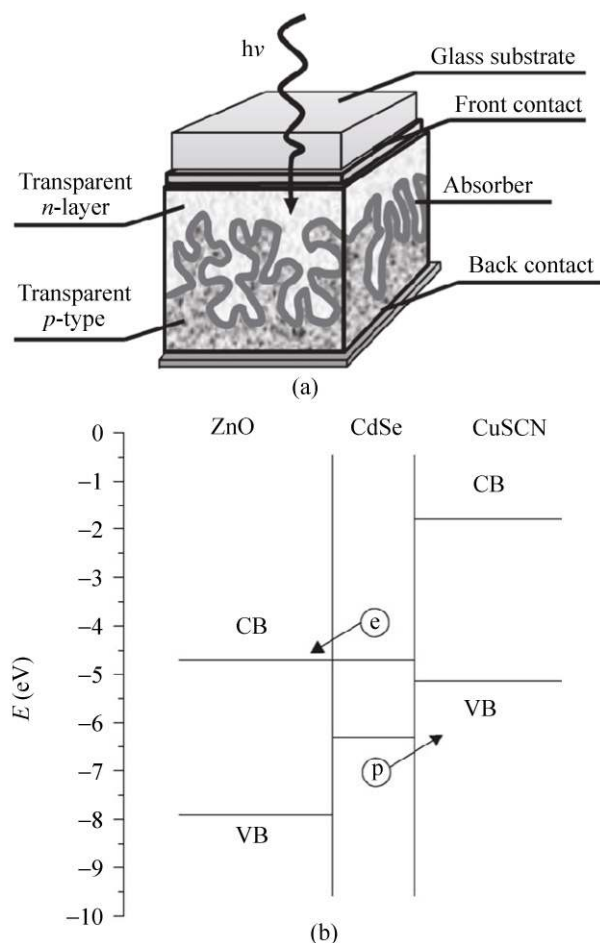 hν
Glass substrate
Front contact
Transparent
n-layer
Absorber
Back contact
Transparent
p-type
(a)
ZnO CdSe CuSCN
0
−1
−2
−3
−4
−5
−6
−7
−8
−9
−10
E (eV)
CB
CB
e
VB
p
VB
(b)